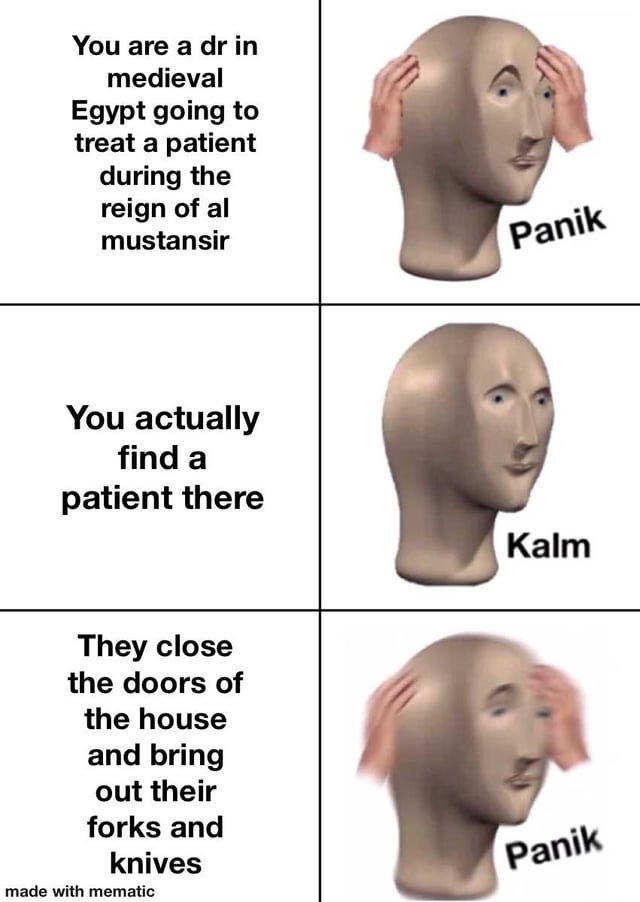 You are a dr in
medieval
Egypt going to
treat a patient
during the
reign of al
mustansir
Panik
You actually
find a
patient there
Kalm
They close
the doors of
the house
and bring
out their
forks and
knives
Panik
made with mematic